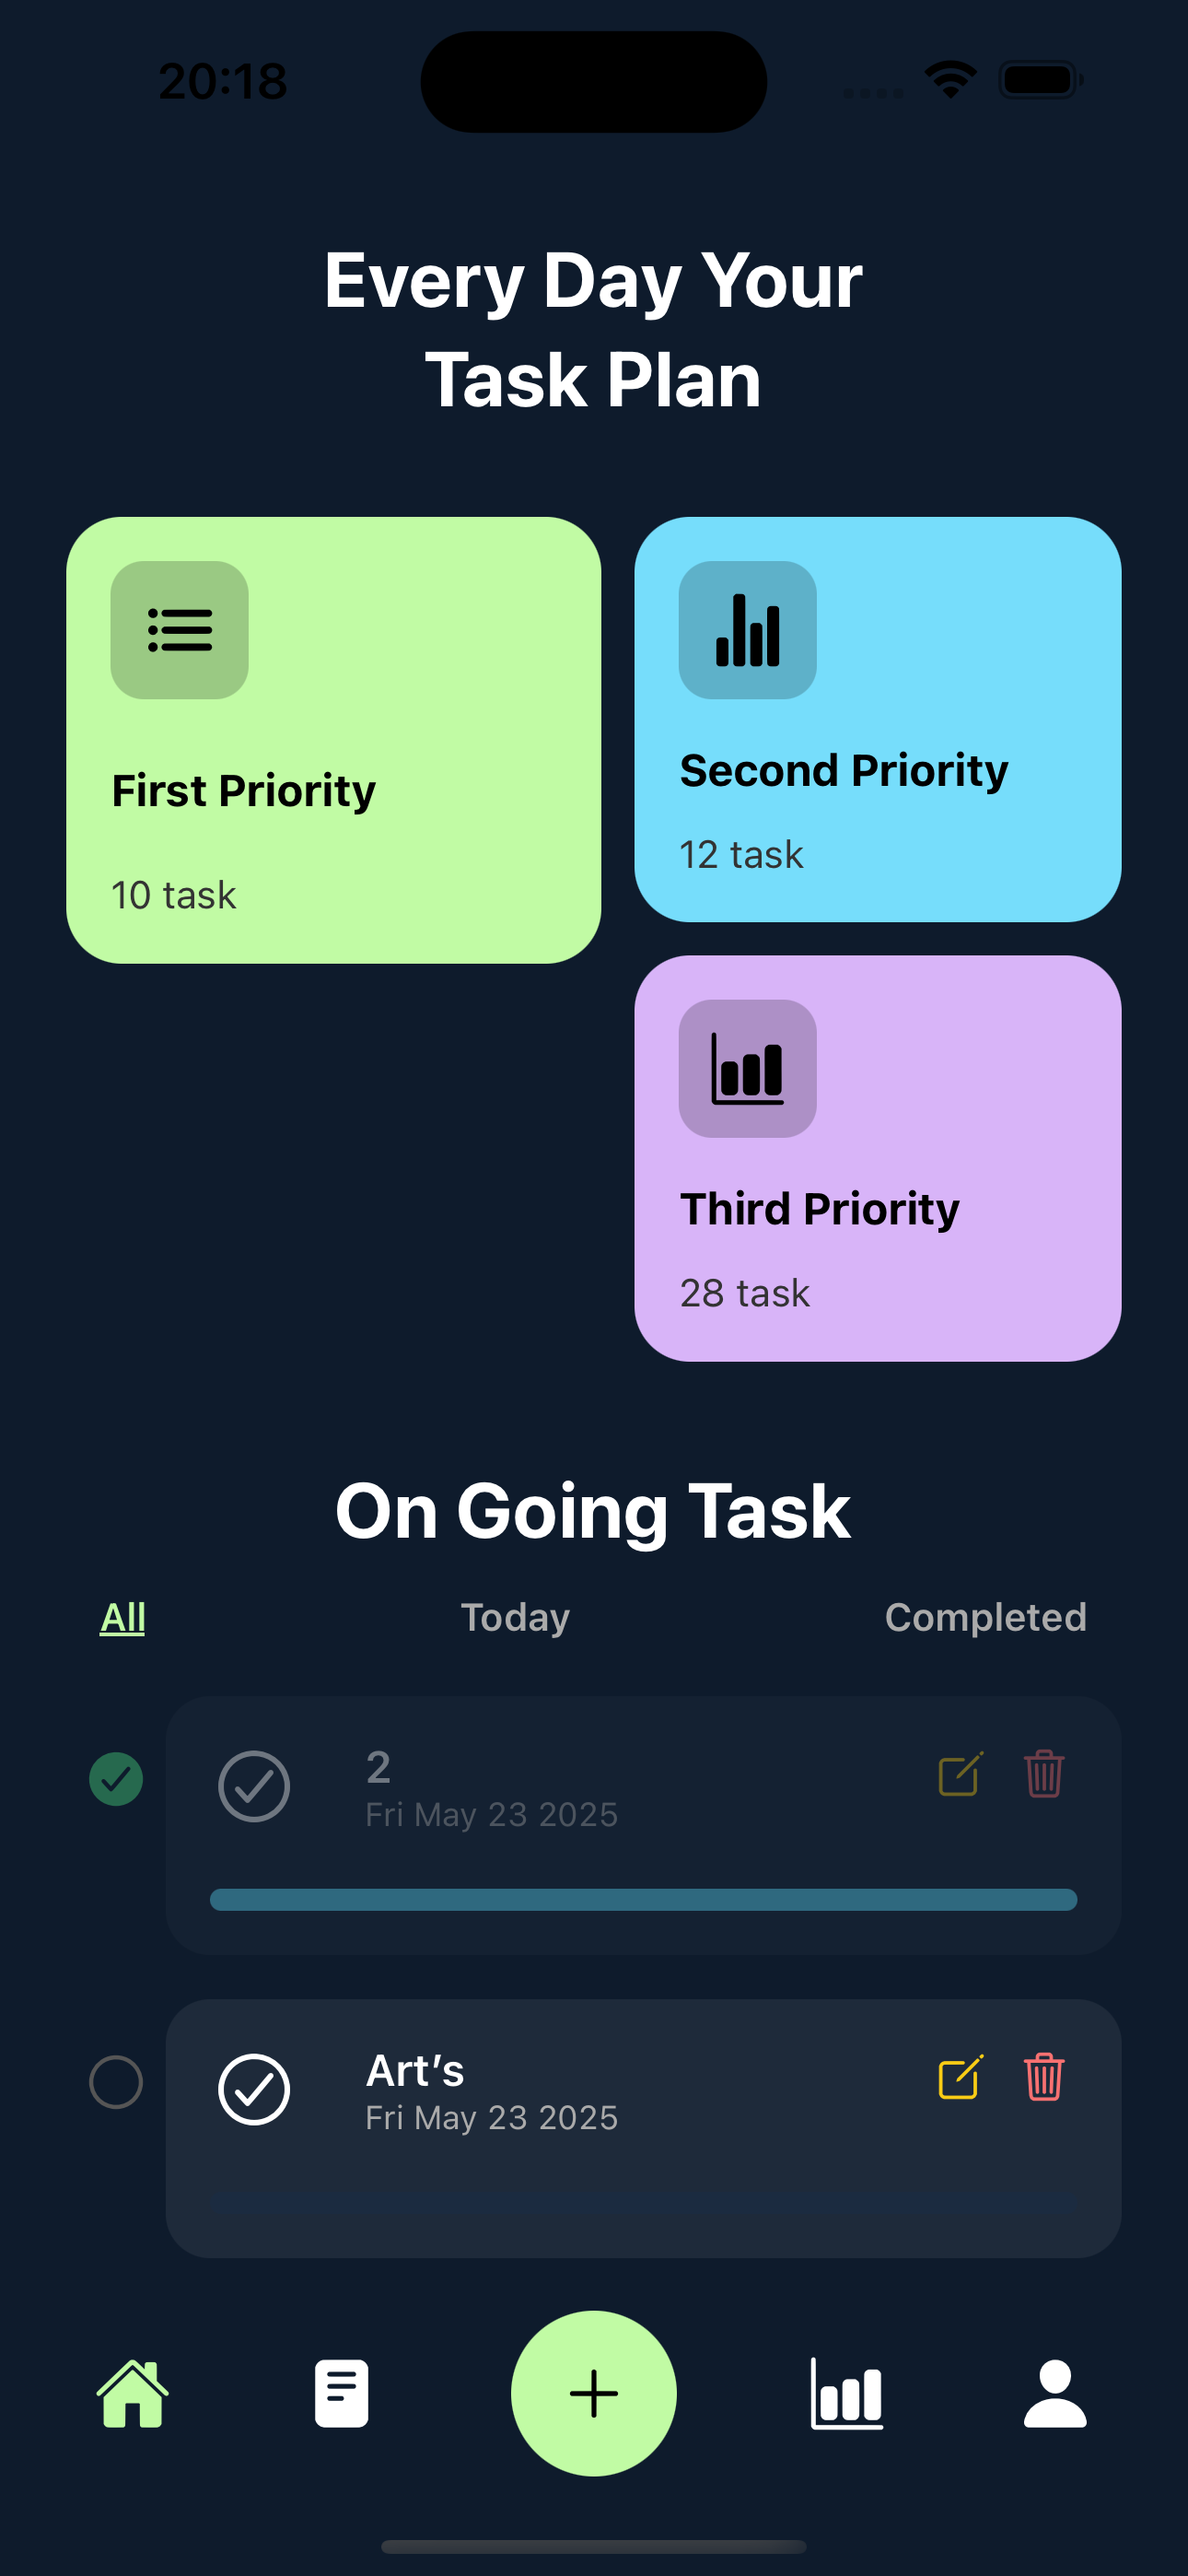 20:18
Every Day Your
Task Plan
First Priority
10 task
Second Priority
12 task
Third Priority
28 task
On Going Task
All
Today
Completed
2
Fri May 23 2025
Art’s
Fri May 23 2025